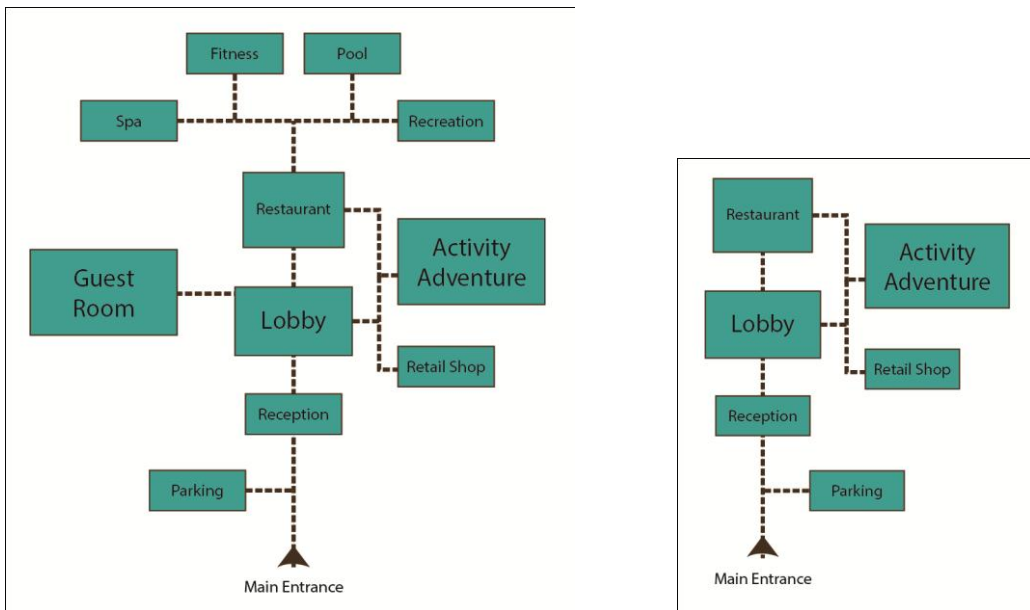 Fitness
Pool
Spa
Recreation
Restaurant
Activity
Adventure
Guest
Room
Lobby
Retail Shop
Reception
Parking
Main Entrance
Restaurant
Activity
Adventure
Lobby
Retail Shop
Reception
Parking
Main Entrance